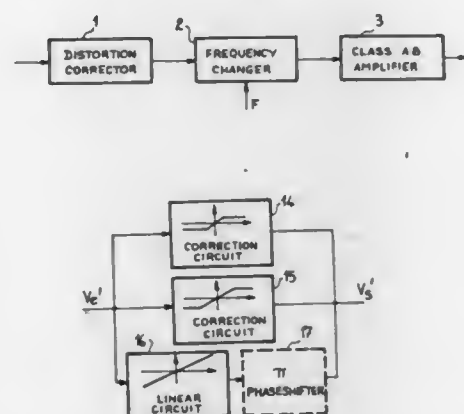 1
2
3
DISTORTION
CORRECTOR
FREQUENCY
CHANGER
CLASS AB
AMPLIFIER
F
14
CORRECTION
CIRCUIT
15
Ve'
Vs'
CORRECTION
CIRCUIT
16
17
LINEAR
CIRCUIT
π
PHASESHIFTER